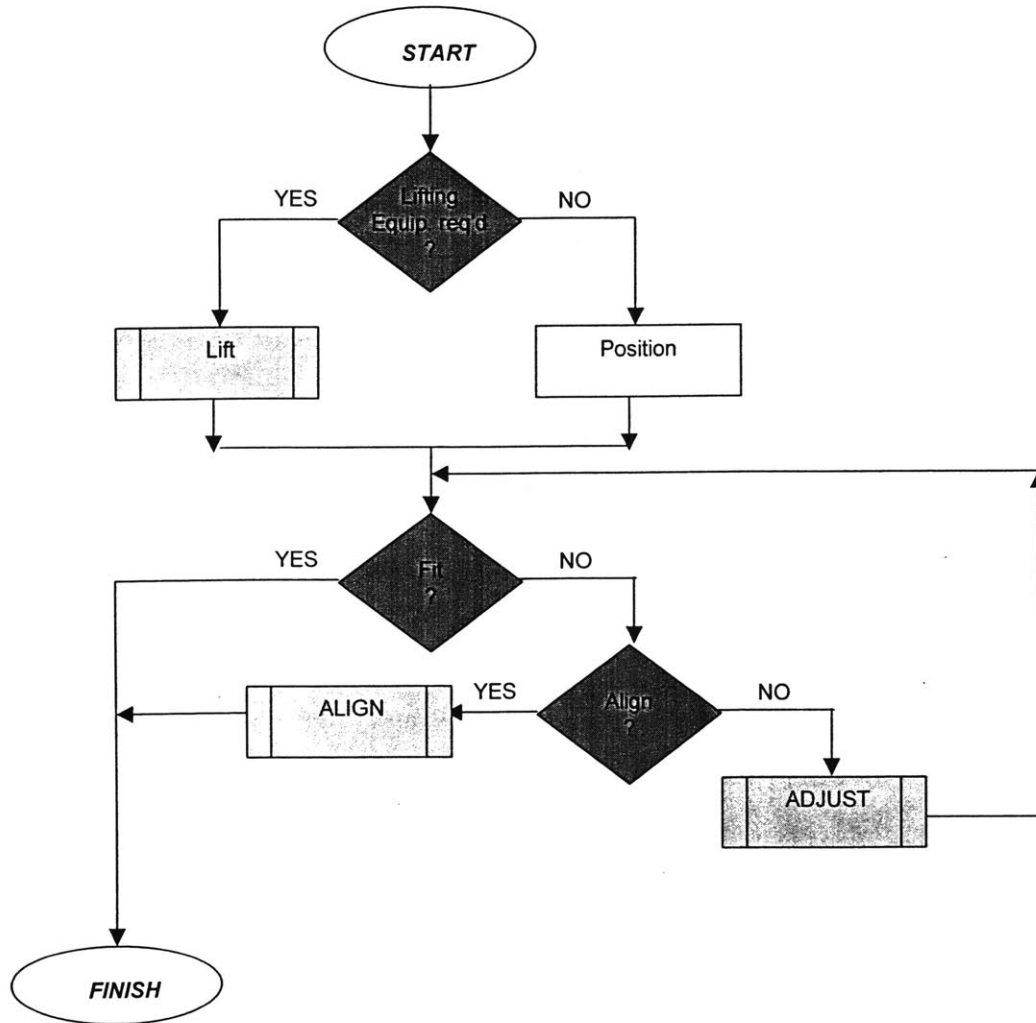 START
YES
Lifting
Equip. req'd.
?
NO
Lift
Position
YES
Fit
?
NO
ALIGN
YES
Align
?
NO
ADJUST
FINISH